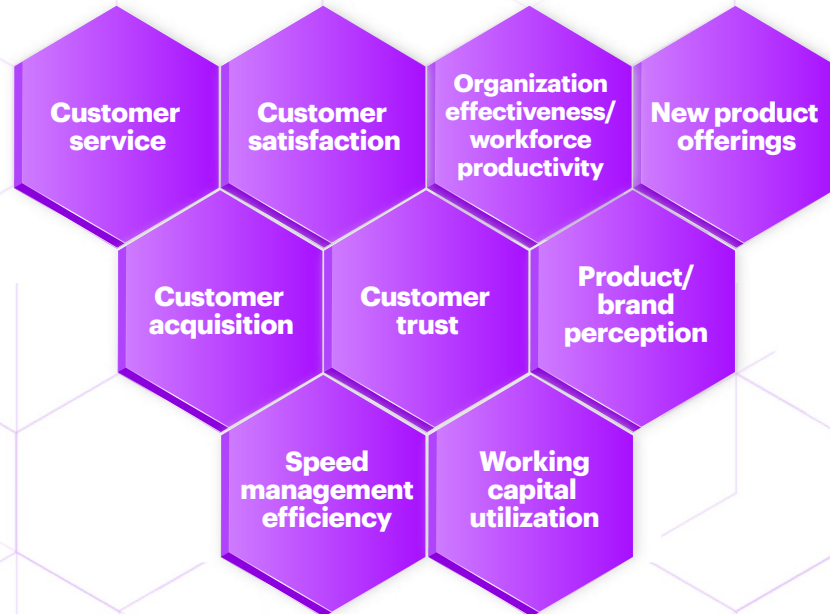 Customer
service
Customer
satisfaction
Organization
effectiveness/
workforce
productivity
New product
offerings
Customer
acquisition
Customer
trust
Product/
brand
perception
Speed
management
efficiency
Working
capital
utilization